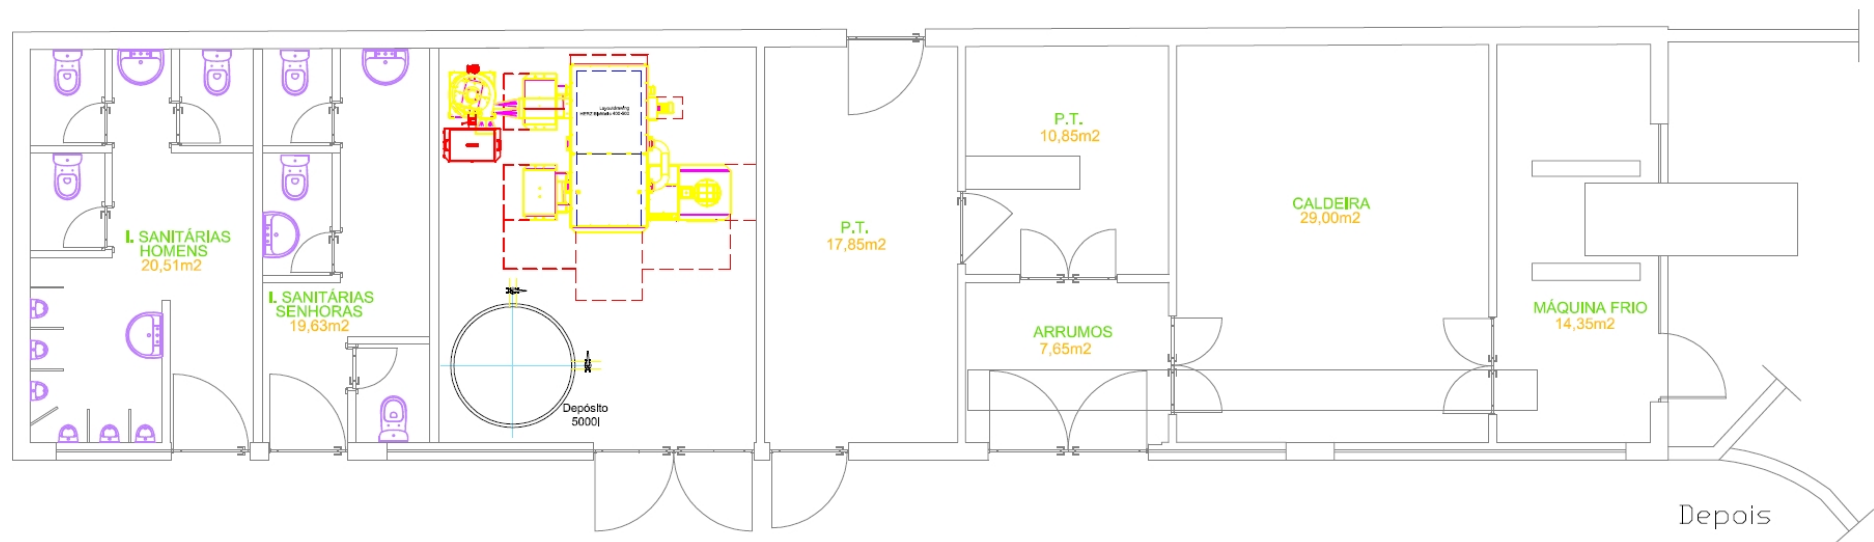 I. SANITÁRIAS
HOMENS
20,51m2
I. SANITÁRIAS
SENHORAS
19,63m2
Depósito
5000l
P.T.
17,85m2
P.T.
10,85m2
ARRUMOS
7,65m2
CALDEIRA
29,00m2
MÁQUINA FRIO
14,35m2
Depois